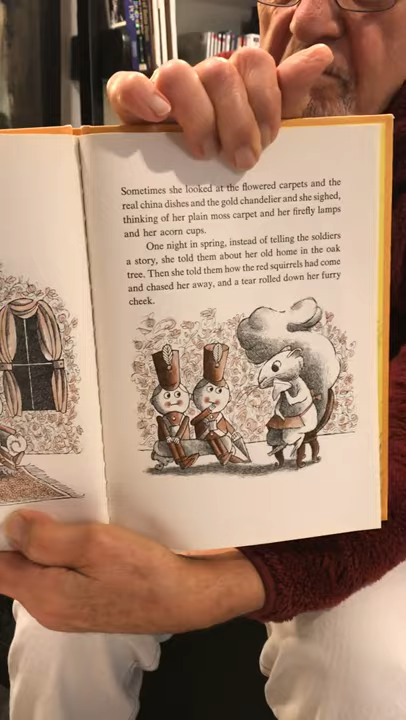 Sometimes she looked at the flowered carpets and the
real china dishes and the gold chandelier and she sighed,
thinking of her plain moss carpet and her firefly lamps
and her acorn cups.
One night in spring, instead of telling the soldiers
a story, she told them about her old home in the oak
tree. Then she told them how the red squirrels had come
and chased her away, and a tear rolled down her furry
cheek.